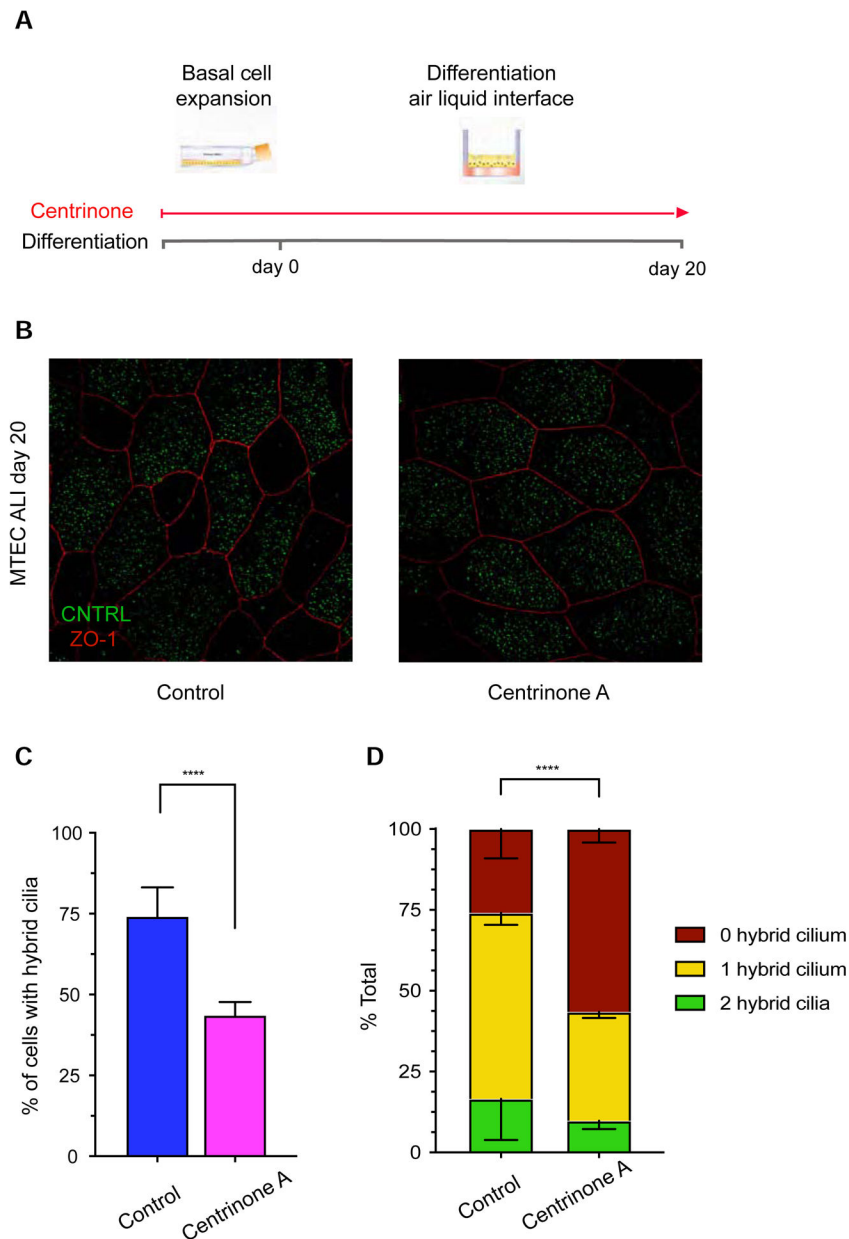 A
Basal cell
expansion
Differentiation
air liquid interface
Centrinone
Differentiation
day 0
day 20
B
MTEC ALI day 20
CNTRL
ZO-1
Control
Centrinone A
C
****
% of cells with hybrid cilia
100
75
50
25
0
Control
Centrinone A
D
****
% Total
100
75
50
25
0
Control
Centrinone A
0 hybrid cilium
1 hybrid cilium
2 hybrid cilia